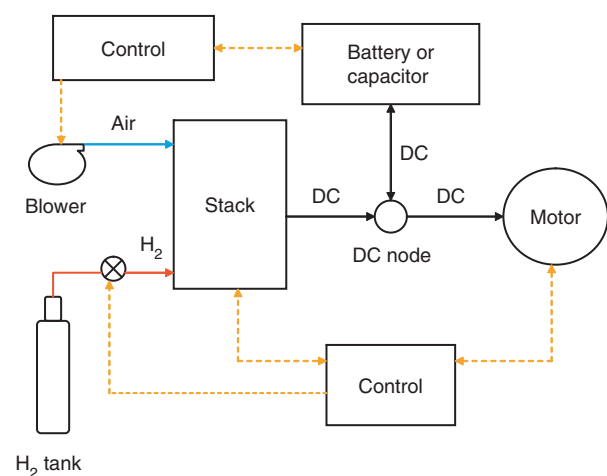 Control
Battery or
capacitor
Air
DC
Blower
Stack
DC
DC
Motor
H₂
DC node
Control
H₂ tank